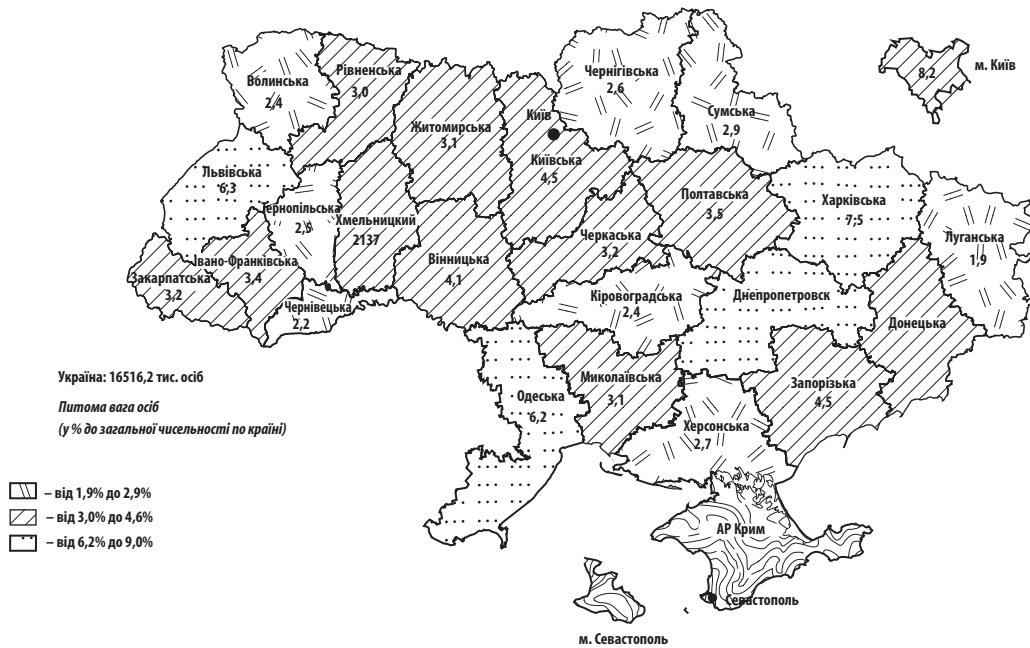 Волинська
2,4
Рівненська
3,0
Житомирська
3,1
Київ
Київська
4,5
Чернігівська
2,6
Сумська
2,9
8,2
м. Київ
Львівська
6,3
Тернопільська
2,5
Хмельницкий
2137
Вінницька
4,1
Черкаська
3,2
Полтавська
3,5
Харківська
7,5
Луганська
1,9
Закарпатська
3,2
Івано-Франківська
3,4
Чернівецька
2,2
Кіровоградська
2,4
Днепропетровск
Донецька
Одеська
6,2
Миколаївська
3,1
Запорізька
4,5
Херсонська
2,7
АР Крим
Севастополь
м. Севастополь
Україна: 16516,2 тис. осіб
Питома вага осіб
(у % до загальної чисельності по країні)
– від 1,9% до 2,9%
– від 3,0% до 4,6%
– від 6,2% до 9,0%